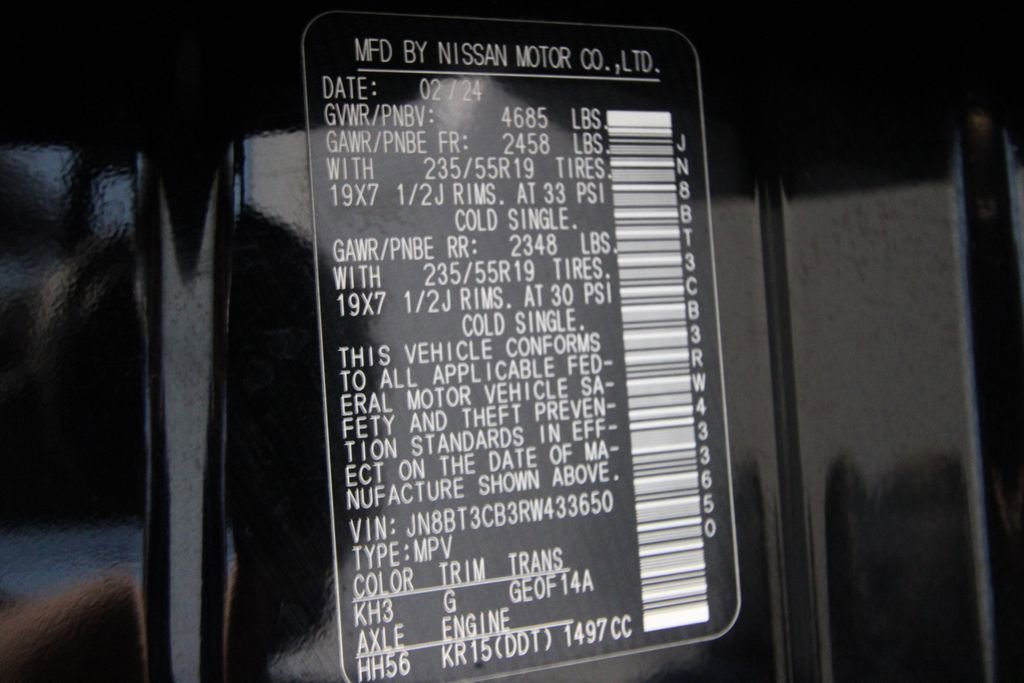 MFD BY NISSAN MOTOR CO.,LTD.
DATE: 02/24
GVWR/PNBV: 4685 LBS.
GAWR/PNBE FR: 2458 LBS.
WITH 235/55R19 TIRES.
19X7 1/2J RIMS. AT 33 PSI
COLD SINGLE.
GAWR/PNBE RR: 2348 LBS.
WITH 235/55R19 TIRES.
19X7 1/2J RIMS. AT 30 PSI
COLD SINGLE.
THIS VEHICLE CONFORMS
TO ALL APPLICABLE FED-
ERAL MOTOR VEHICLE SA-
FETY AND THEFT PREVEN-
TION STANDARDS IN EFF-
ECT ON THE DATE OF MA-
NUFACTURE SHOWN ABOVE.
VIN: JN8BT3CB3RW433650
TYPE:MPV
COLOR TRIM TRANS
KH3 G GE0F14A
AXLE ENGINE
HH56 KR15(DDT) 1497CC
JN8BT3CB3RW433650